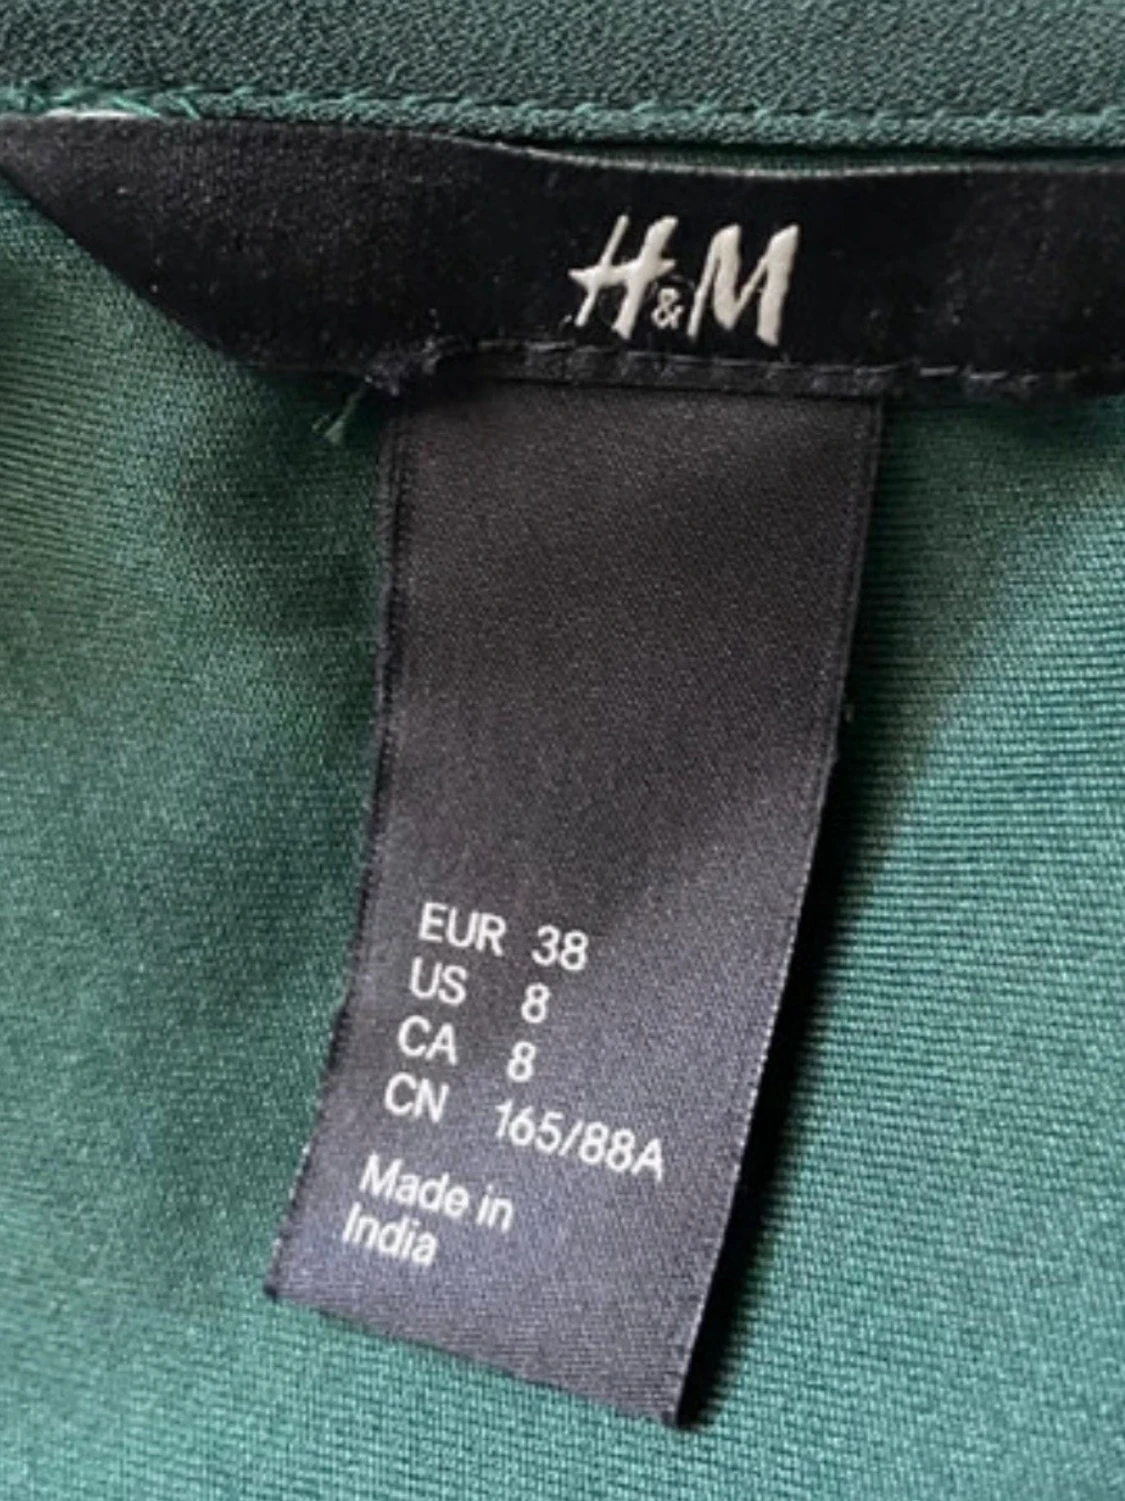 H&M
EUR 38
US 8
CA 8
CN 165/88A
Made in
India